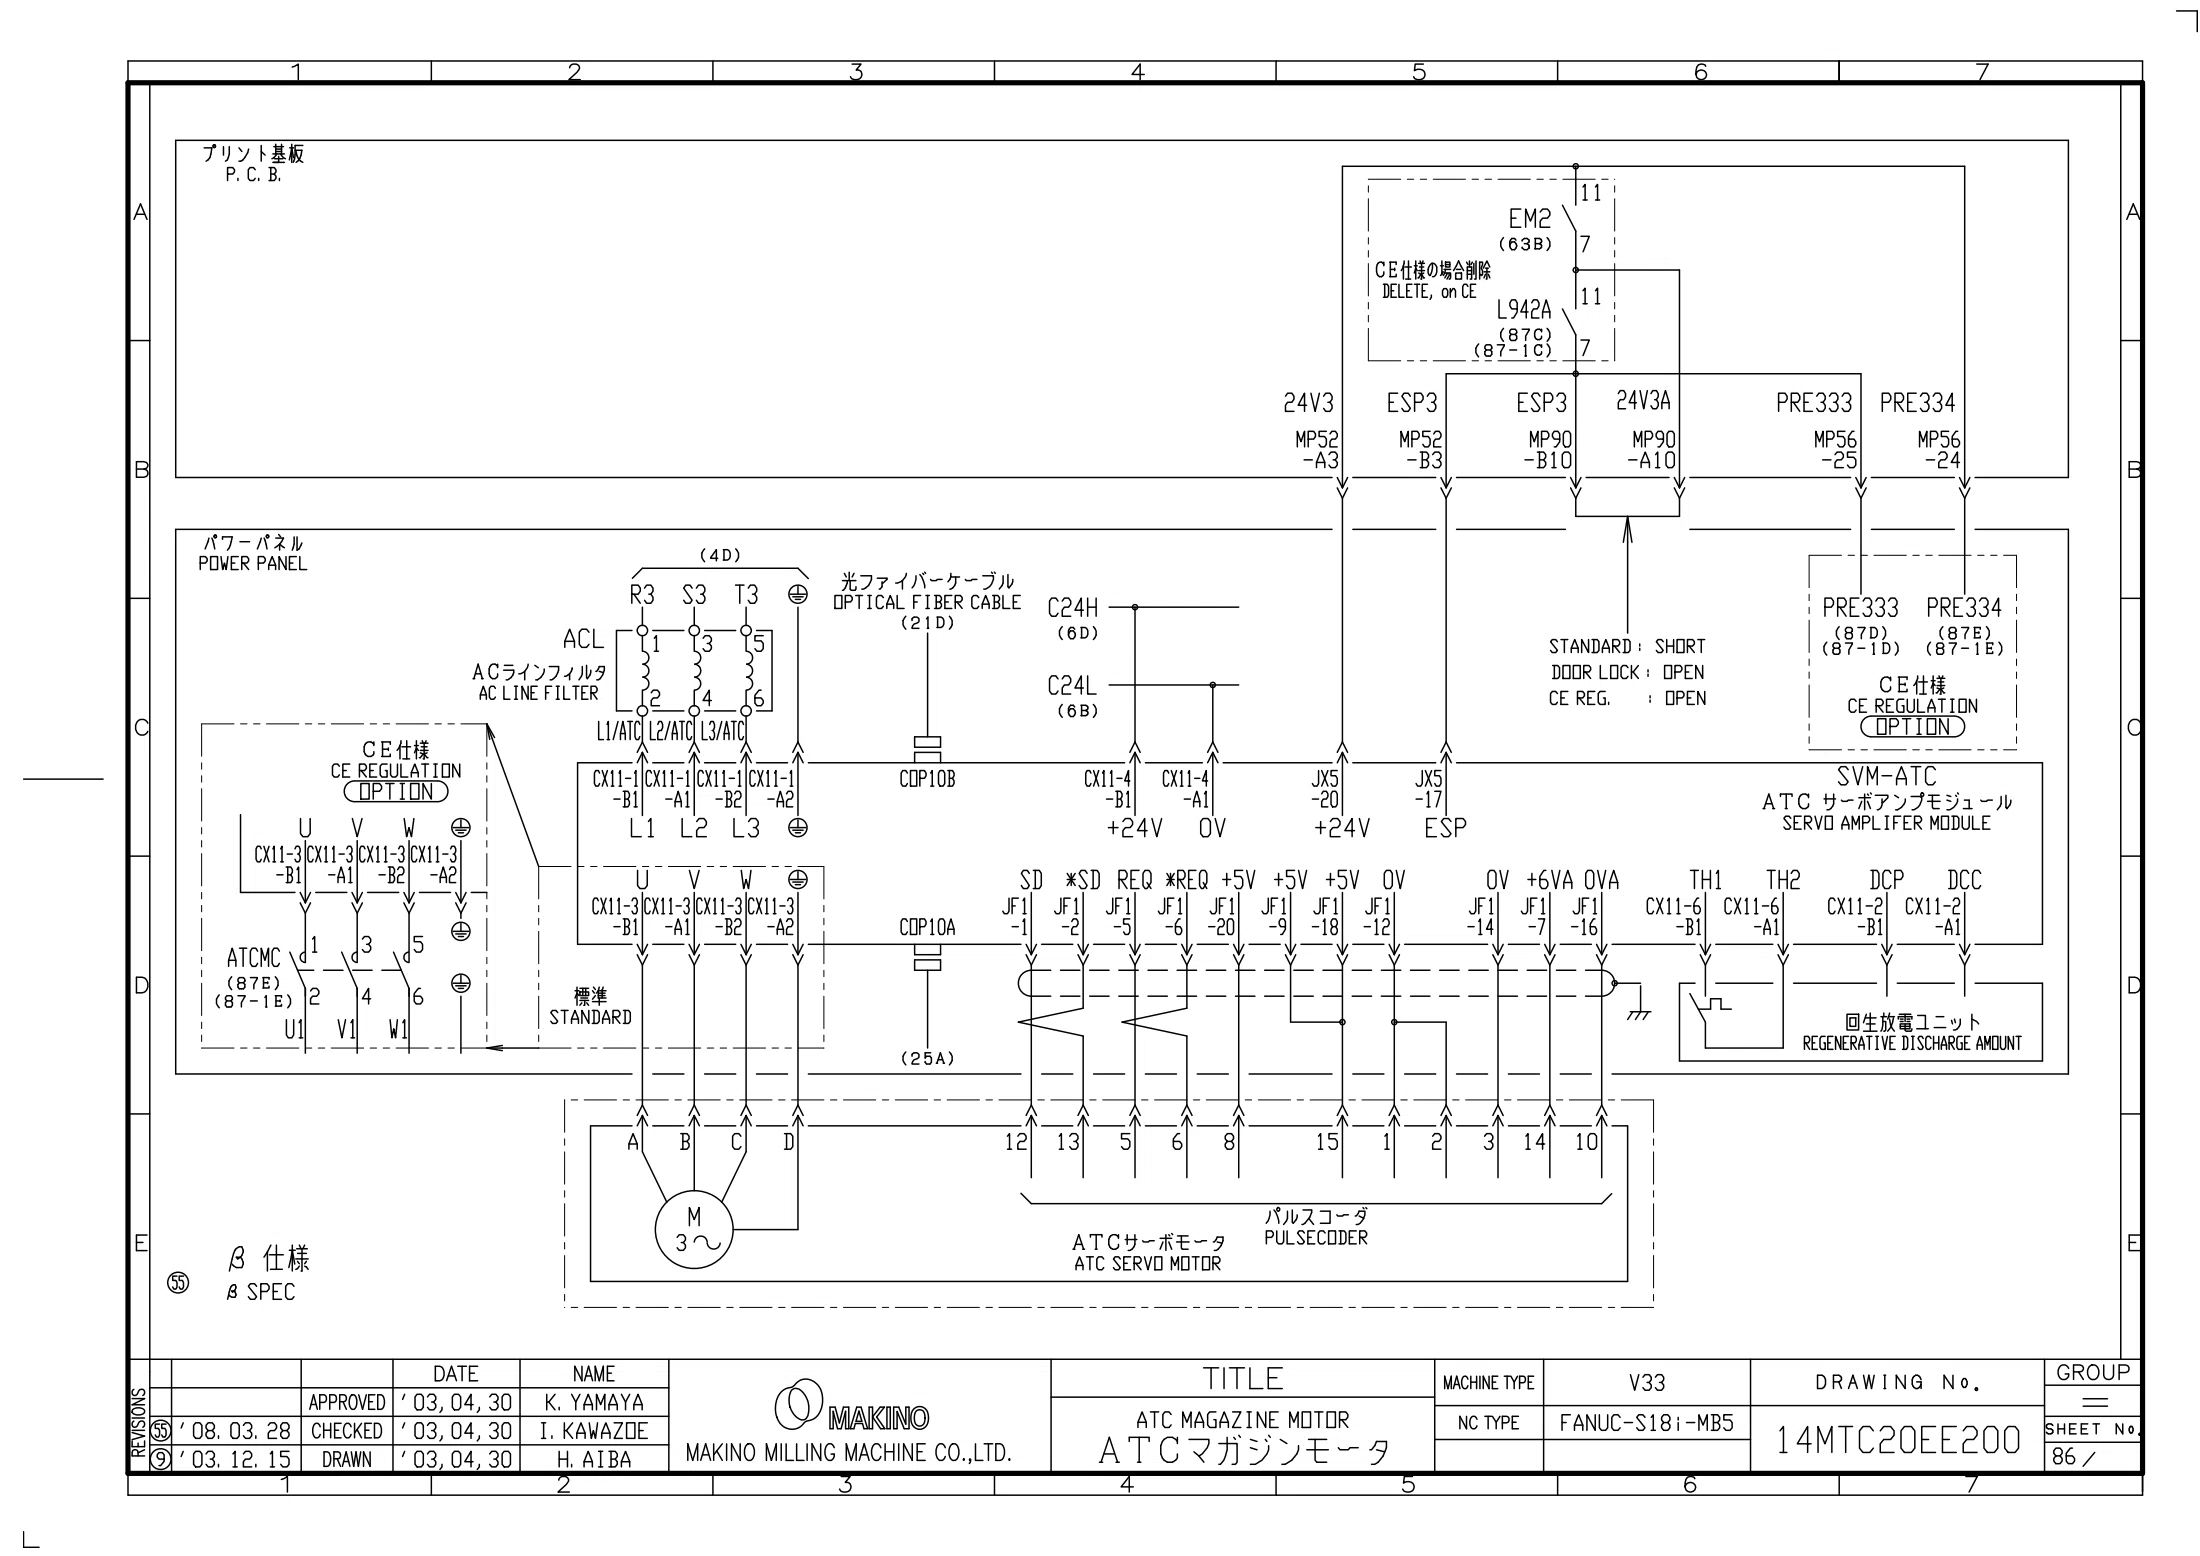 1 2 3 4 5 6 7
プリント基板
P. C. B.
A A
11
EM2
(63B)
7
CE仕様の場合削除
DELETE, on CE
11
L942A
(87C)
(87-1C)
7
24V3 ESP3 ESP3 24V3A PRE333 PRE334
MP52 MP52 MP90 MP90 MP56 MP56
-A3 -B3 -B10 -A10 -25 -24
B B
パワーパネル
POWER PANEL
(4D)
R3 S3 T3
光ファイバーケーブル
OPTICAL FIBER CABLE
(21D)
C24H
(6D)
C24L
(6B)
ACL
1 3 5
ACラインフィルタ
AC LINE FILTER
2 4 6
L1/ATC L2/ATC L3/ATC
STANDARD : SHORT
DOOR LOCK : OPEN
CE REG. : OPEN
PRE333 PRE334
(87D) (87E)
(87-1D) (87-1E)
CE仕様
CE REGULATION
OPTION
C C
CE仕様
CE REGULATION
OPTION
CX11-1 CX11-1 CX11-1 CX11-1 COP10B CX11-4 CX11-4 JX5 JX5
-B1 -A1 -B2 -A2 -B1 -A1 -20 -17
L1 L2 L3 +24V 0V +24V ESP
SVM-ATC
ATC サーボアンプモジュール
SERVO AMPLIFER MODULE
U V W
CX11-3 CX11-3 CX11-3 CX11-3
-B1 -A1 -B2 -A2
U V W
CX11-3 CX11-3 CX11-3 CX11-3 COP10A
-B1 -A1 -B2 -A2
SD *SD REQ *REQ +5V +5V +5V 0V 0V +6VA 0VA TH1 TH2 DCP DCC
JF1 JF1 JF1 JF1 JF1 JF1 JF1 JF1 JF1 JF1 JF1 CX11-6 CX11-6 CX11-2 CX11-2
-1 -2 -5 -6 -20 -9 -18 -12 -14 -7 -16 -B1 -A1 -B1 -A1
1 3 5
ATCMC
(87E)
(87-1E)
2 4 6
U1 V1 W1
標準
STANDARD
D D
(25A)
回生放電ユニット
REGENERATIVE DISCHARGE AMOUNT
A B C D 12 13 5 6 8 15 1 2 3 14 10
M
3
パルスコーダ
PULSECODER
ATCサーボモータ
ATC SERVO MOTOR
E E
β 仕様
β SPEC
55
REVISIONS
DATE NAME
APPROVED '03,04,30 K. YAMAYA
55 '08. 03. 28 CHECKED '03,04,30 I. KAWAZOE
9 '03. 12. 15 DRAWN '03,04,30 H. AIBA
MAKINO
MAKINO MILLING MACHINE CO.,LTD.
TITLE
ATC MAGAZINE MOTOR
ATCマガジンモータ
MACHINE TYPE V33
NC TYPE FANUC-S18i-MB5
DRAWING No.
14MTC20EE200
GROUP
=
SHEET No.
86/
1 2 3 4 5 6 7